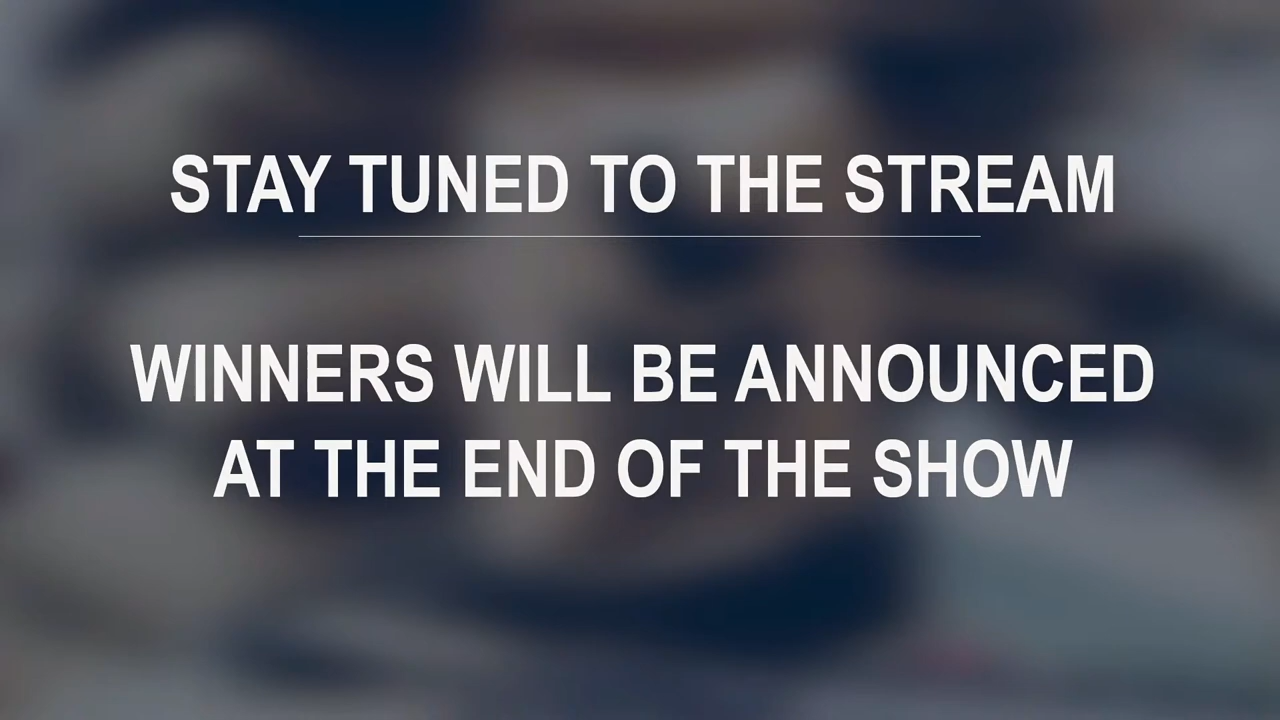 STAY TUNED TO THE STREAM
WINNERS WILL BE ANNOUNCED
AT THE END OF THE SHOW